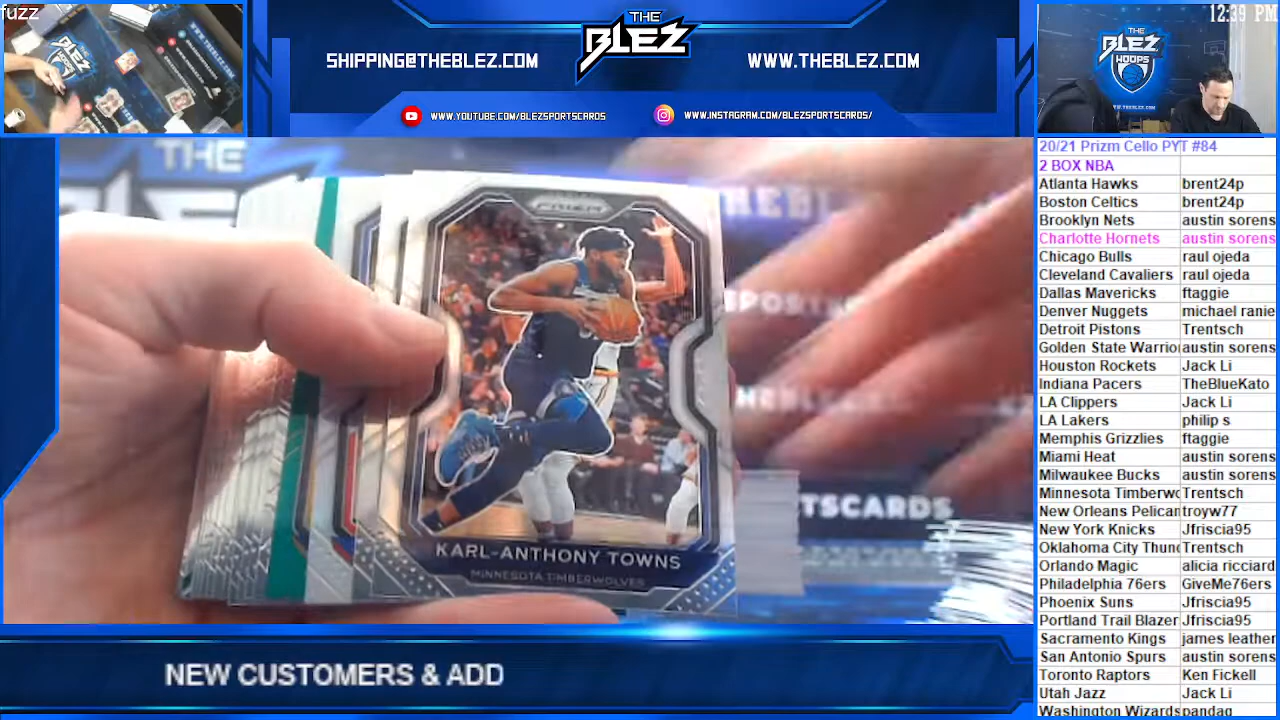 fuzz
THE
BLEZ
SHIPPING@THEBLEZ.COM
WWW.THEBLEZ.COM
WWW.YOUTUBE.COM/BLEZSPORTSCARDS
WWW.INSTAGRAM.COM/BLEZSPORTSCARDS/
12:39 PM
THE
BLEZ
HOOPS
WWW.THEBLEZ.COM
THE
PRIZM
KARL-ANTHONY TOWNS
MINNESOTA TIMBERWOLVES
TSCARDS
NEW CUSTOMERS & ADD
20/21 Prizm Cello PYT #84
2 BOX NBA
Atlanta Hawks brent24p
Boston Celtics brent24p
Brooklyn Nets austin sorens
Charlotte Hornets austin sorens
Chicago Bulls raul ojeda
Cleveland Cavaliers raul ojeda
Dallas Mavericks ftaggie
Denver Nuggets michael ranie
Detroit Pistons Trentsch
Golden State Warrio austin sorens
Houston Rockets Jack Li
Indiana Pacers TheBlueKato
LA Clippers Jack Li
LA Lakers philip s
Memphis Grizzlies ftaggie
Miami Heat austin sorens
Milwaukee Bucks austin sorens
Minnesota Timberwo Trentsch
New Orleans Pelican troyw77
New York Knicks Jfriscia95
Oklahoma City Thund Trentsch
Orlando Magic alicia ricciard
Philadelphia 76ers GiveMe76ers
Phoenix Suns Jfriscia95
Portland Trail Blazer Jfriscia95
Sacramento Kings james leather
San Antonio Spurs austin sorens
Toronto Raptors Ken Fickell
Utah Jazz Jack Li
Washington Wizards pandaq